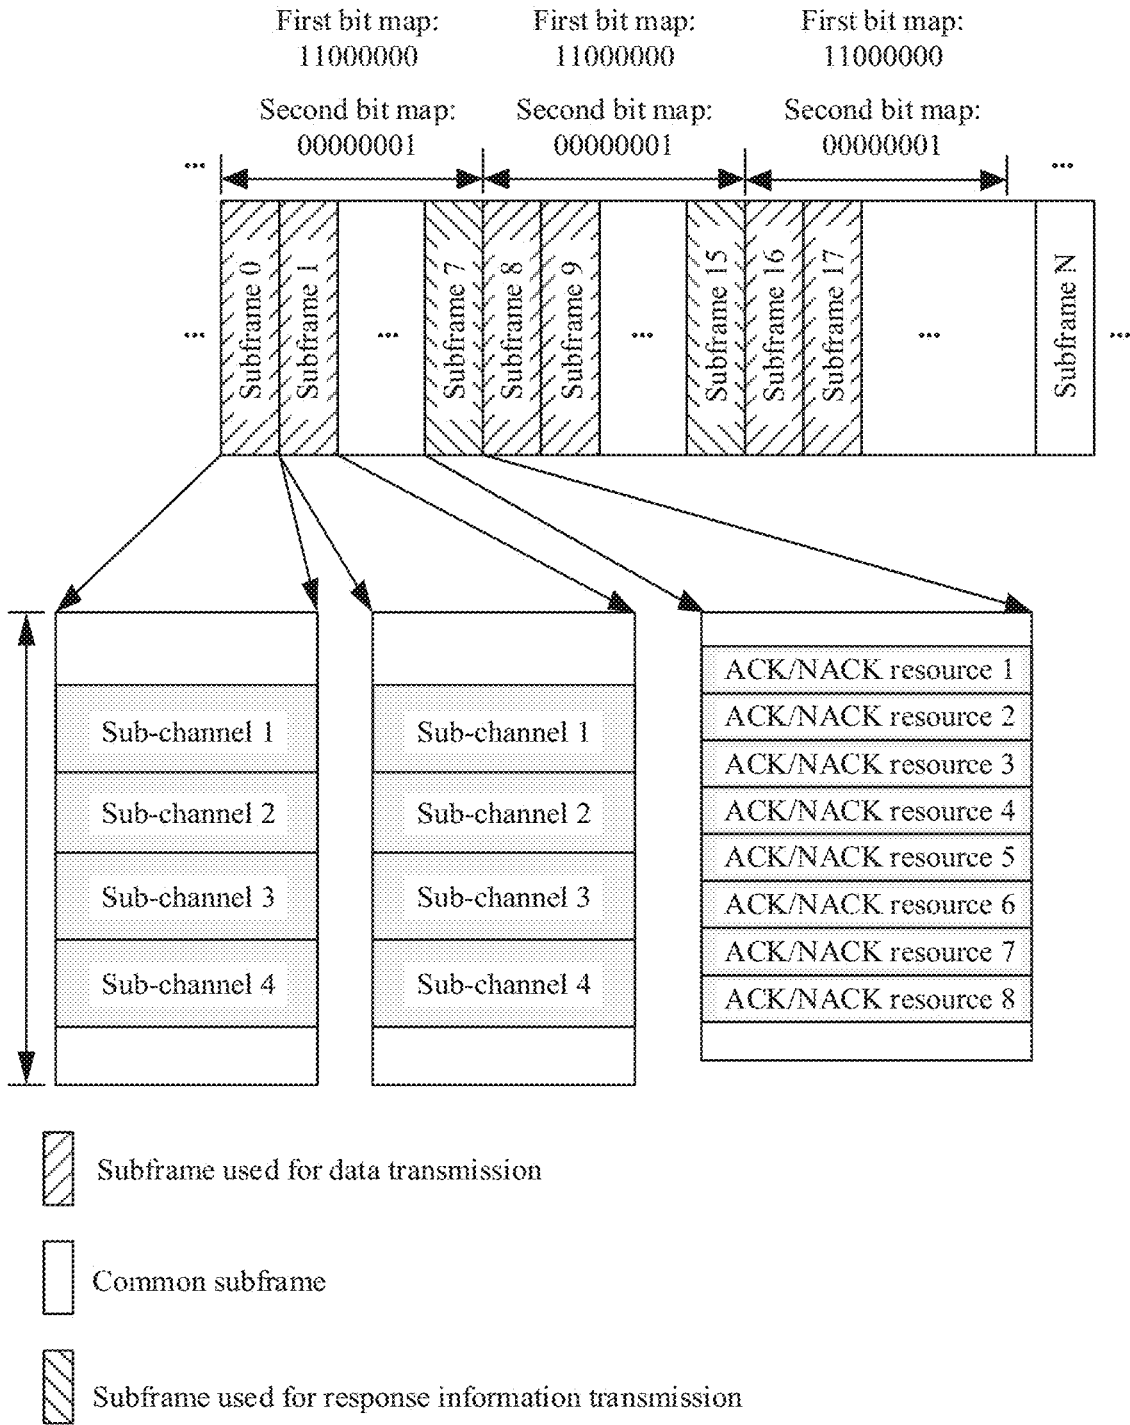 First bit map:
11000000
First bit map:
11000000
First bit map:
11000000
Second bit map:
00000001
Second bit map:
00000001
Second bit map:
00000001
...
...
...
Subframe 0
Subframe 1
...
Subframe 7
Subframe 8
Subframe 9
...
Subframe 15
Subframe 16
Subframe 17
...
Subframe N
...
Sub-channel 1
Sub-channel 2
Sub-channel 3
Sub-channel 4
Sub-channel 1
Sub-channel 2
Sub-channel 3
Sub-channel 4
ACK/NACK resource 1
ACK/NACK resource 2
ACK/NACK resource 3
ACK/NACK resource 4
ACK/NACK resource 5
ACK/NACK resource 6
ACK/NACK resource 7
ACK/NACK resource 8
Subframe used for data transmission
Common subframe
Subframe used for response information transmission